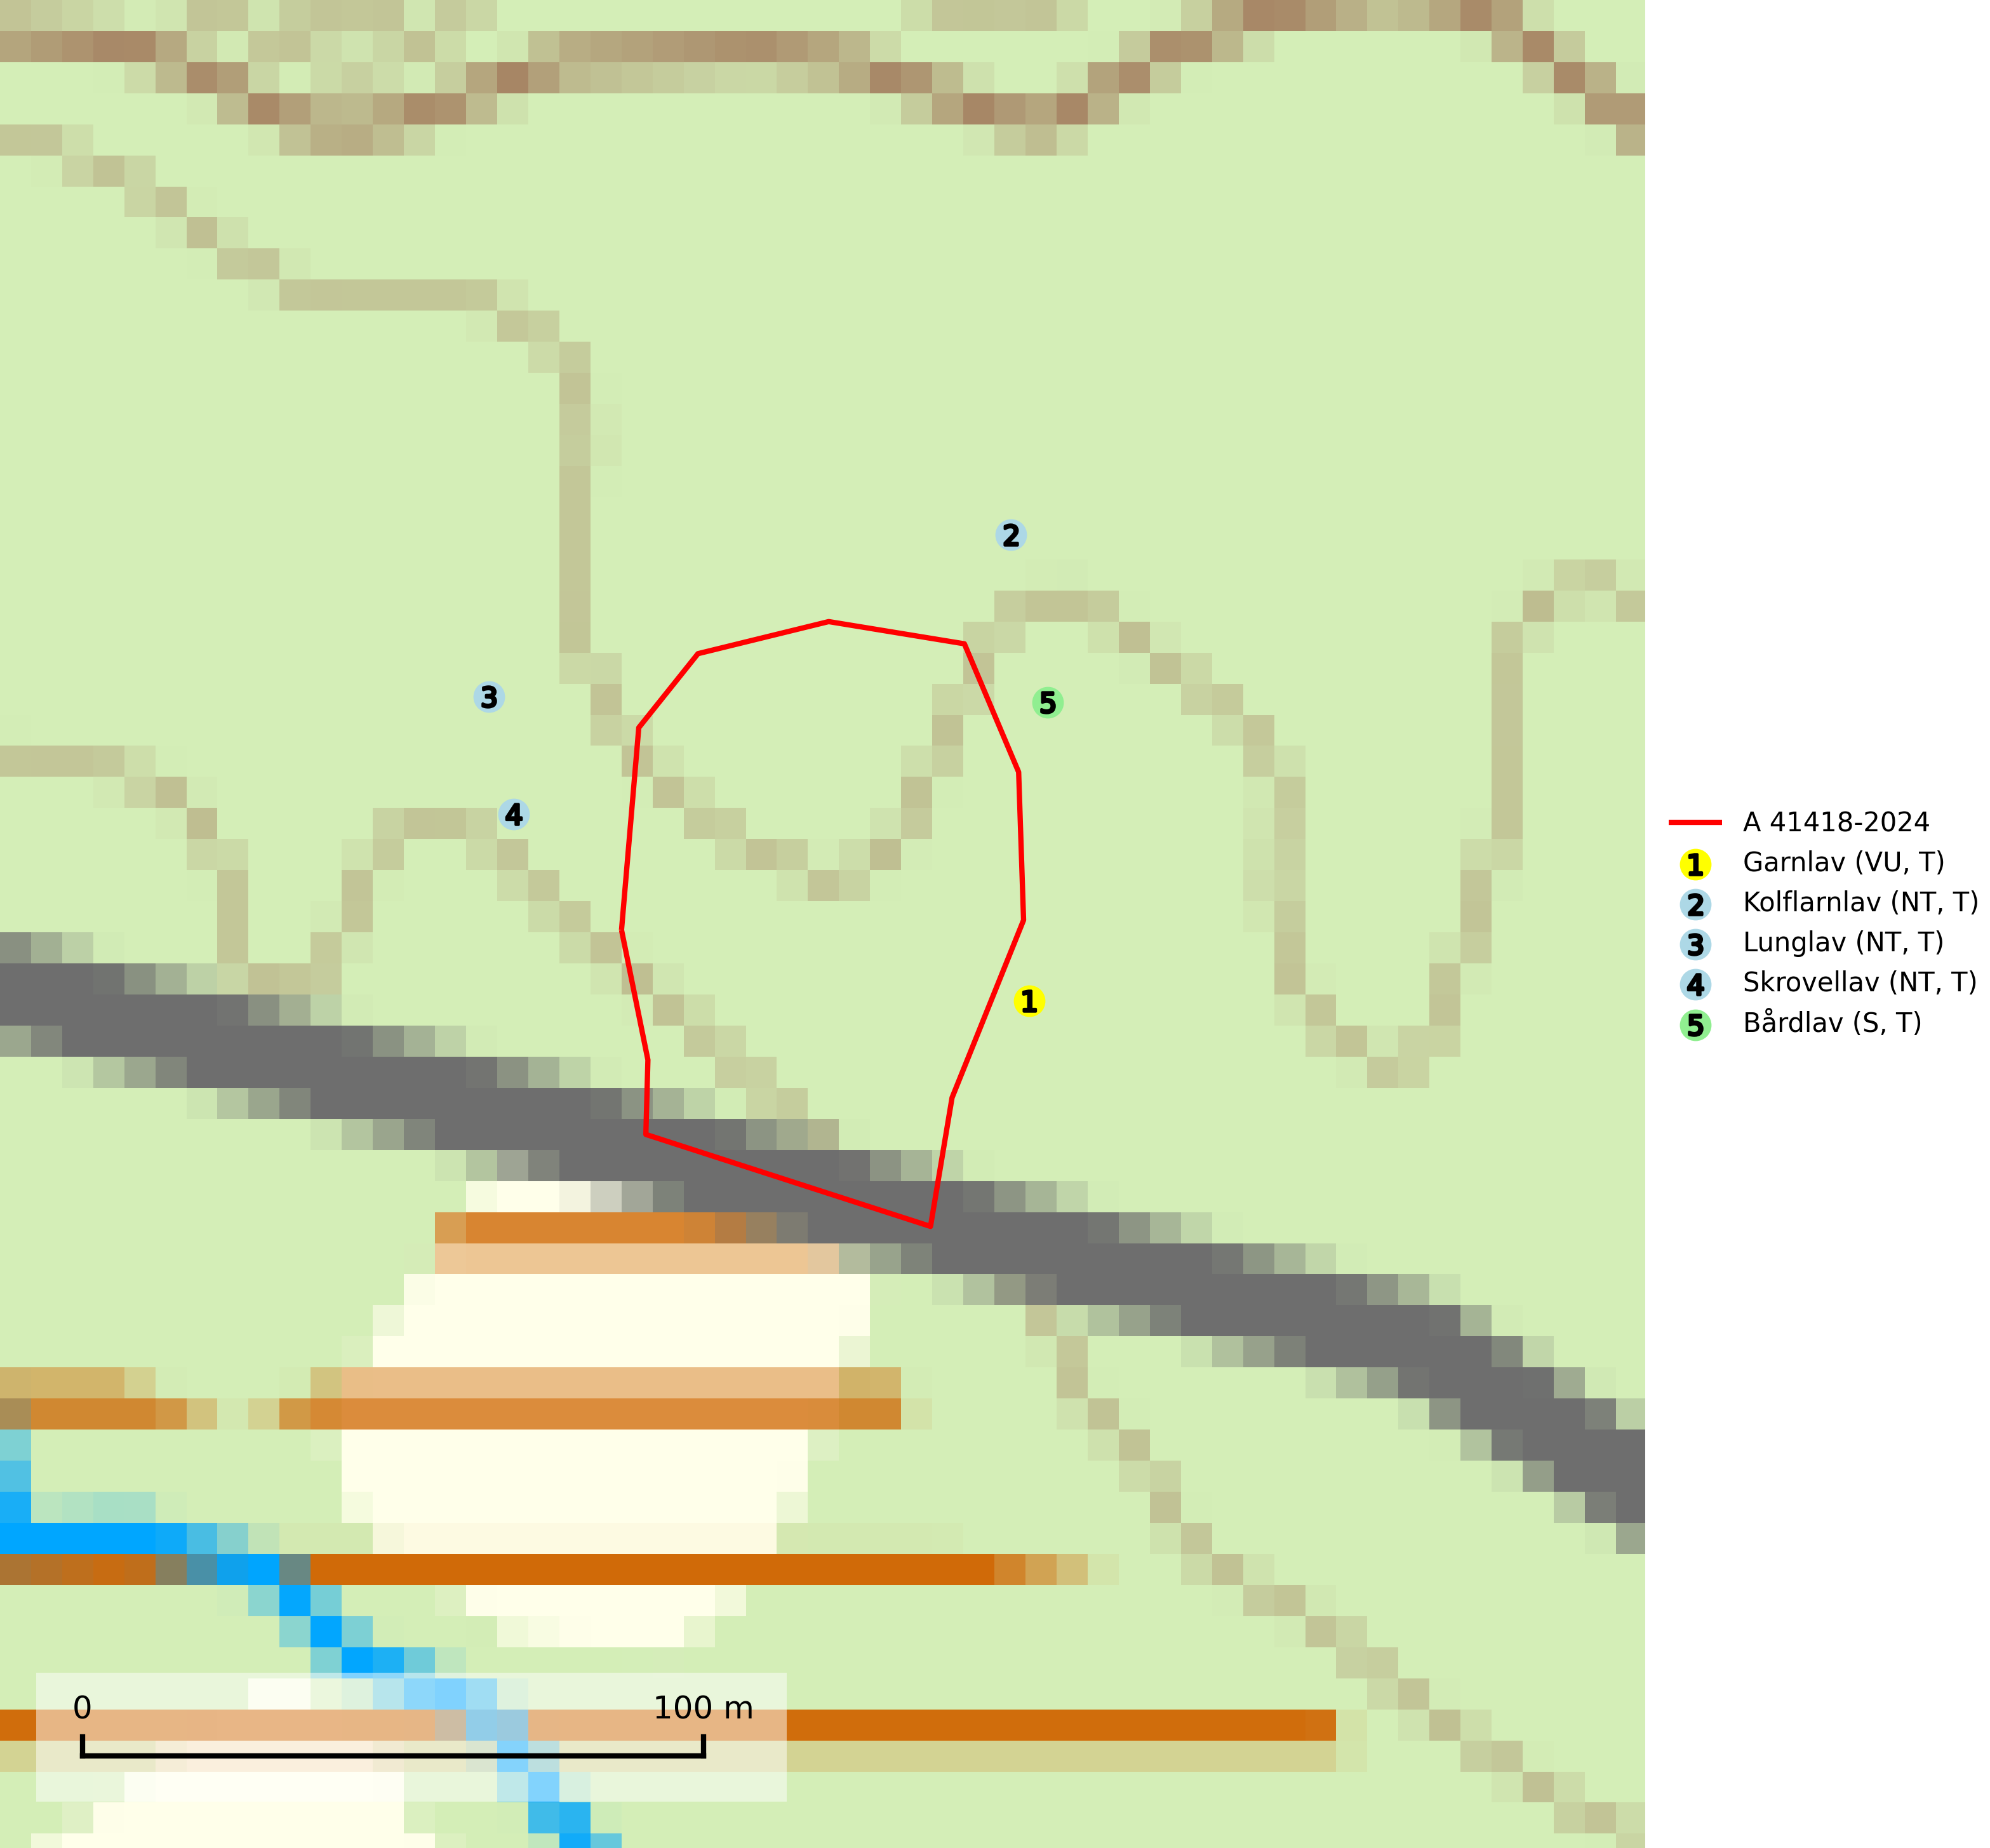 2
3
5
4
1
A 41418-2024
1 Garnlav (VU, T)
2 Kolflarnlav (NT, T)
3 Lunglav (NT, T)
4 Skrovellav (NT, T)
5 Bårdlav (S, T)
0 100 m